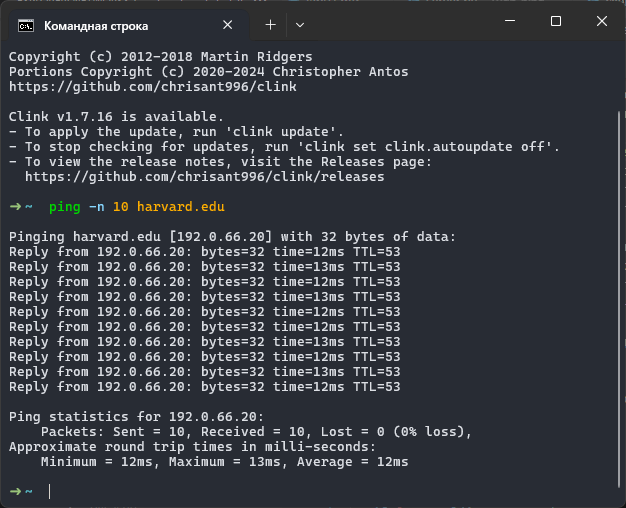 Командная строка
Copyright (c) 2012-2018 Martin Ridgers
Portions Copyright (c) 2020-2024 Christopher Antos
https://github.com/chrisant996/clink
Clink v1.7.16 is available.
- To apply the update, run 'clink update'.
- To stop checking for updates, run 'clink set clink.autoupdate off'.
- To view the release notes, visit the Releases page:
https://github.com/chrisant996/clink/releases
➜ ~ ping -n 10 harvard.edu
Pinging harvard.edu [192.0.66.20] with 32 bytes of data:
Reply from 192.0.66.20: bytes=32 time=12ms TTL=53
Reply from 192.0.66.20: bytes=32 time=13ms TTL=53
Reply from 192.0.66.20: bytes=32 time=12ms TTL=53
Reply from 192.0.66.20: bytes=32 time=13ms TTL=53
Reply from 192.0.66.20: bytes=32 time=12ms TTL=53
Reply from 192.0.66.20: bytes=32 time=12ms TTL=53
Reply from 192.0.66.20: bytes=32 time=13ms TTL=53
Reply from 192.0.66.20: bytes=32 time=12ms TTL=53
Reply from 192.0.66.20: bytes=32 time=13ms TTL=53
Reply from 192.0.66.20: bytes=32 time=12ms TTL=53
Ping statistics for 192.0.66.20:
Packets: Sent = 10, Received = 10, Lost = 0 (0% loss),
Approximate round trip times in milli-seconds:
Minimum = 12ms, Maximum = 13ms, Average = 12ms
➜ ~